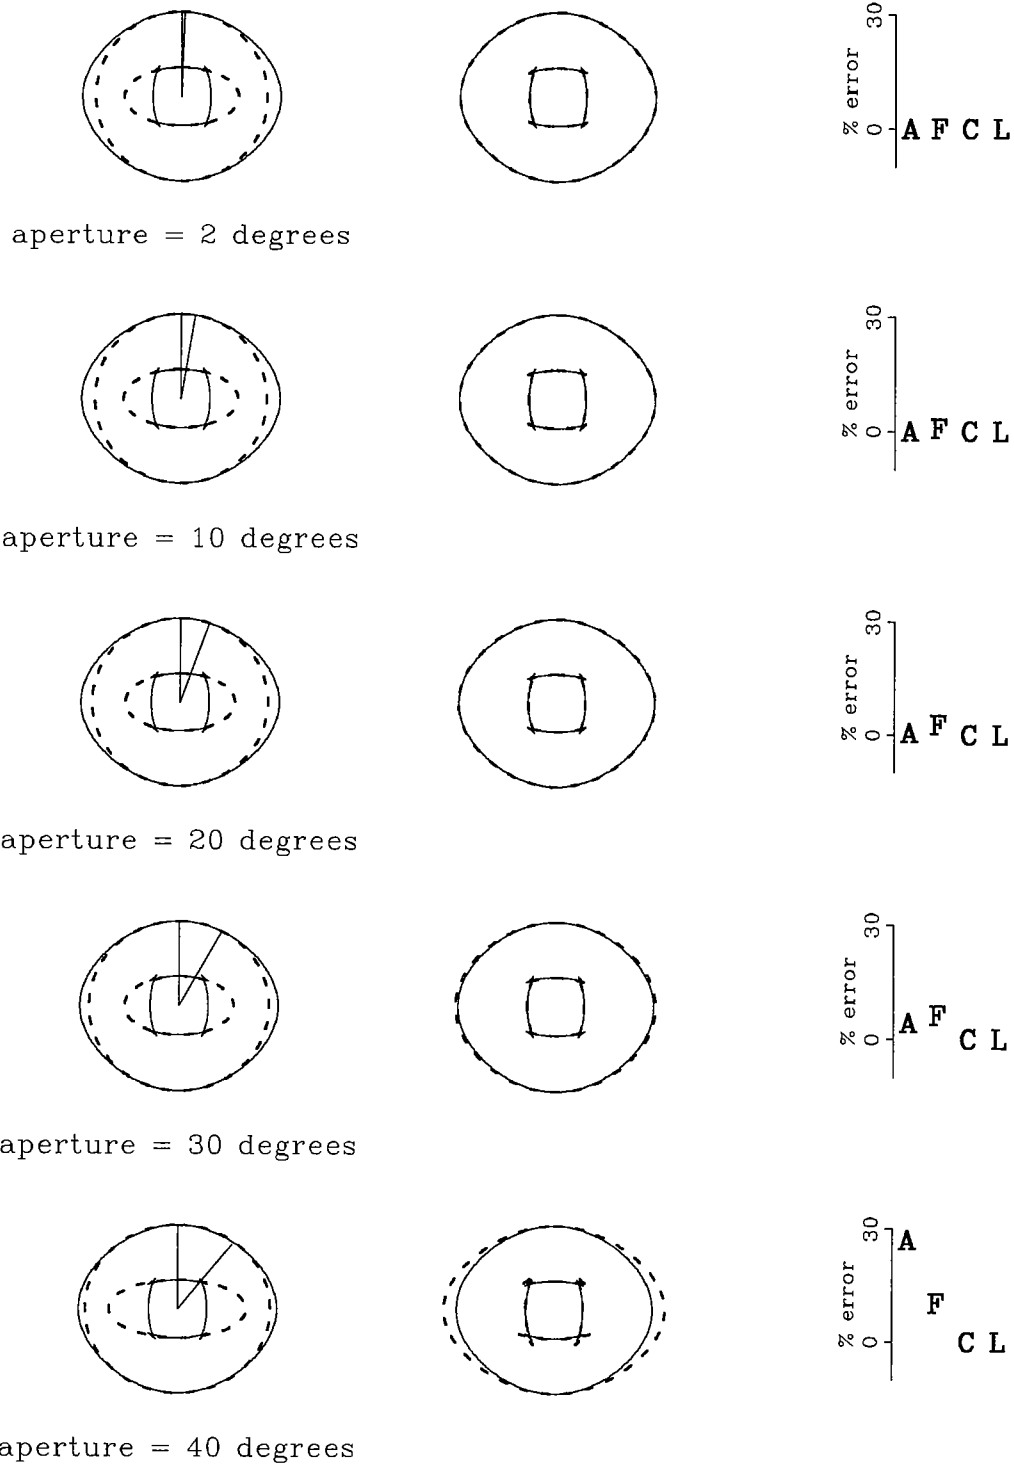 30
% error
0
A F C L
aperture = 2 degrees
30
% error
0
A F C L
aperture = 10 degrees
30
% error
0
A F C L
aperture = 20 degrees
30
% error
0
A F C L
aperture = 30 degrees
30
% error
0
A F C L
aperture = 40 degrees